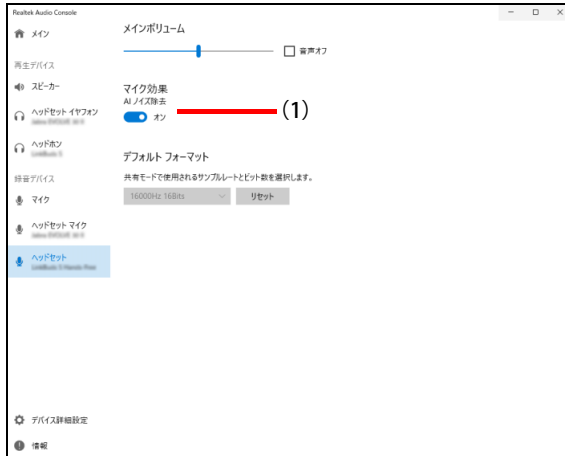 Realtek Audio Console
メイン
再生デバイス
スピーカー
ヘッドセット イヤフォン
ヘッドホン
録音デバイス
マイク
ヘッドセット マイク
ヘッドセット
デバイス詳細設定
情報
メインボリューム
音声オフ
マイク効果
AI ノイズ除去
オン
(1)
デフォルト フォーマット
共有モードで使用されるサンプルレートとビット数を選択します。
16000Hz 16Bits
リセット